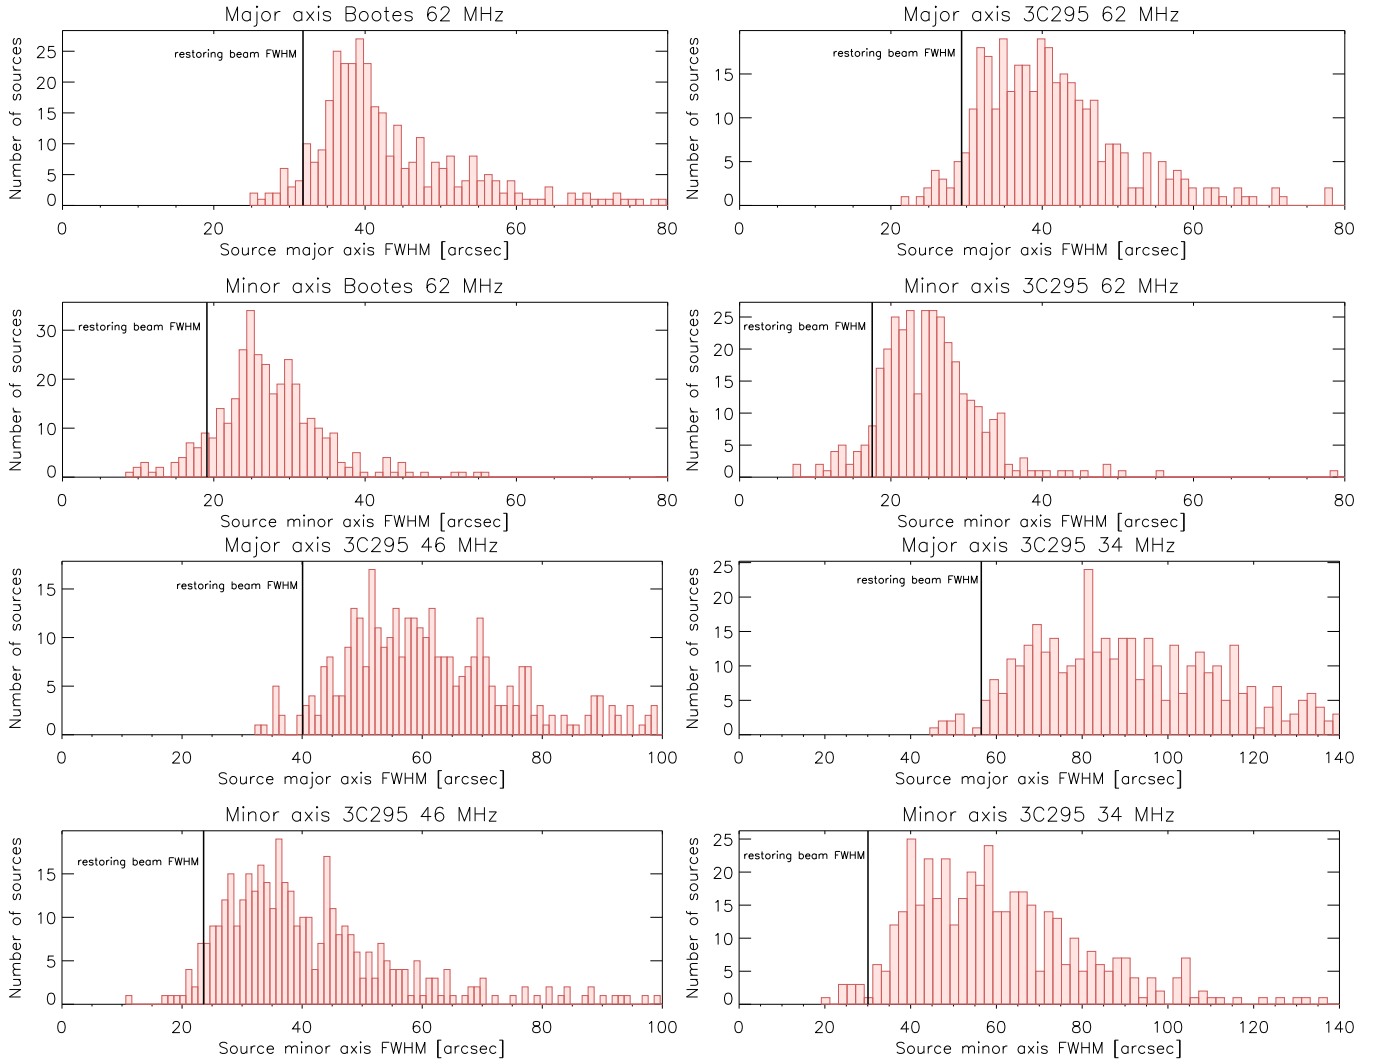 Major axis Bootes 62 MHz
Number of sources
25
20
15
10
5
0
restoring beam FWHM
0 20 40 60 80
Source major axis FWHM [arcsec]
Major axis 3C295 62 MHz
Number of sources
15
10
5
0
restoring beam FWHM
0 20 40 60 80
Source major axis FWHM [arcsec]
Minor axis Bootes 62 MHz
Number of sources
30
20
10
0
restoring beam FWHM
0 20 40 60 80
Source minor axis FWHM [arcsec]
Minor axis 3C295 62 MHz
Number of sources
25
20
15
10
5
0
restoring beam FWHM
0 20 40 60 80
Source minor axis FWHM [arcsec]
Major axis 3C295 46 MHz
Number of sources
15
10
5
0
restoring beam FWHM
0 20 40 60 80 100
Source major axis FWHM [arcsec]
Major axis 3C295 34 MHz
Number of sources
25
20
15
10
5
0
restoring beam FWHM
0 20 40 60 80 100 120 140
Source major axis FWHM [arcsec]
Minor axis 3C295 46 MHz
Number of sources
15
10
5
0
restoring beam FWHM
0 20 40 60 80 100
Source minor axis FWHM [arcsec]
Minor axis 3C295 34 MHz
Number of sources
25
20
15
10
5
0
restoring beam FWHM
0 20 40 60 80 100 120 140
Source minor axis FWHM [arcsec]